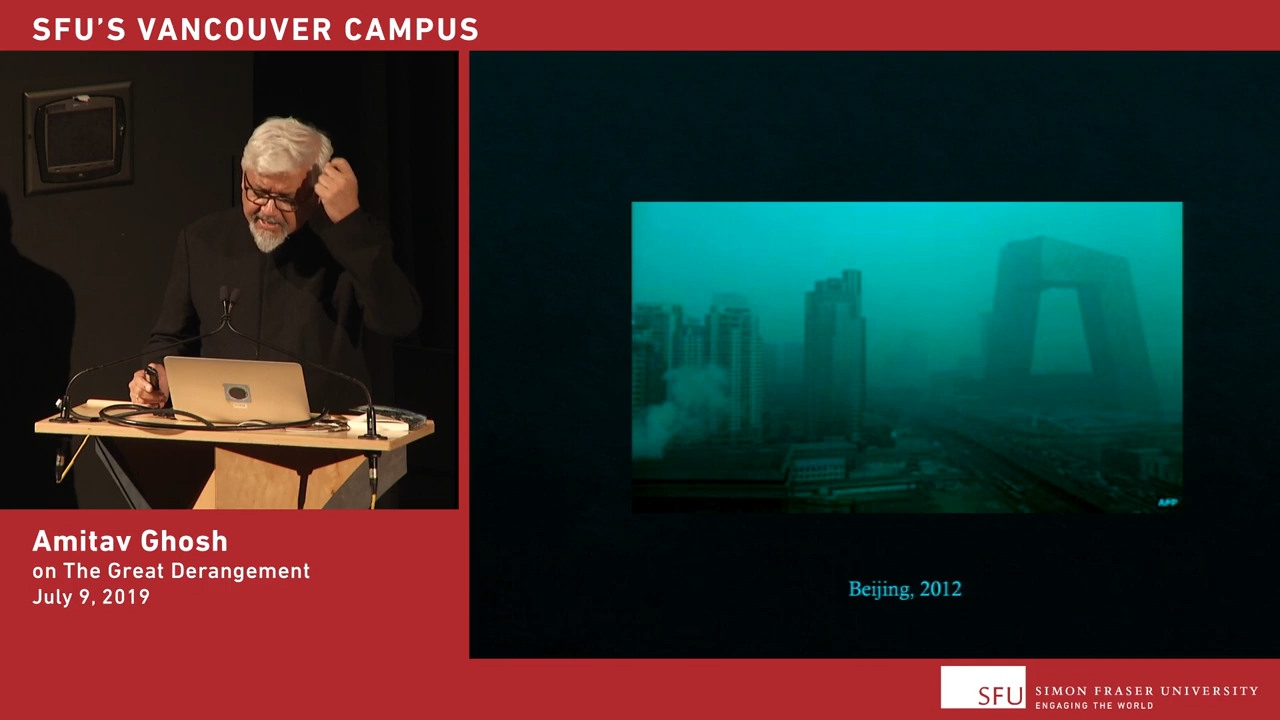 SFU'S VANCOUVER CAMPUS
Amitav Ghosh
on The Great Derangement
July 9, 2019
AFP
Beijing, 2012
SFU
SIMON FRASER UNIVERSITY
ENGAGING THE WORLD